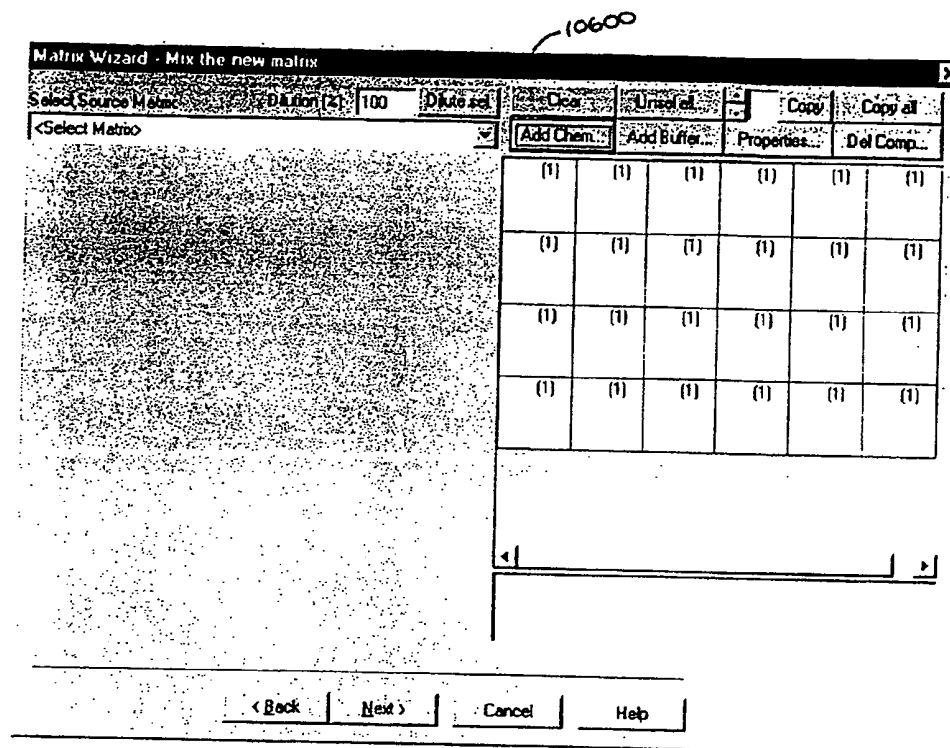 10600
Matrix Wizard - Mix the new matrix
Select Source Matrix Dilution [%] 100 Dilute sel. Clear Unsel all Copy Copy all
<Select Matrix> Add Chem... Add Buffer... Properties... Del Comp...
(1) (1) (1) (1) (1) (1)
(1) (1) (1) (1) (1) (1)
(1) (1) (1) (1) (1) (1)
(1) (1) (1) (1) (1) (1)
< Back Next > Cancel Help